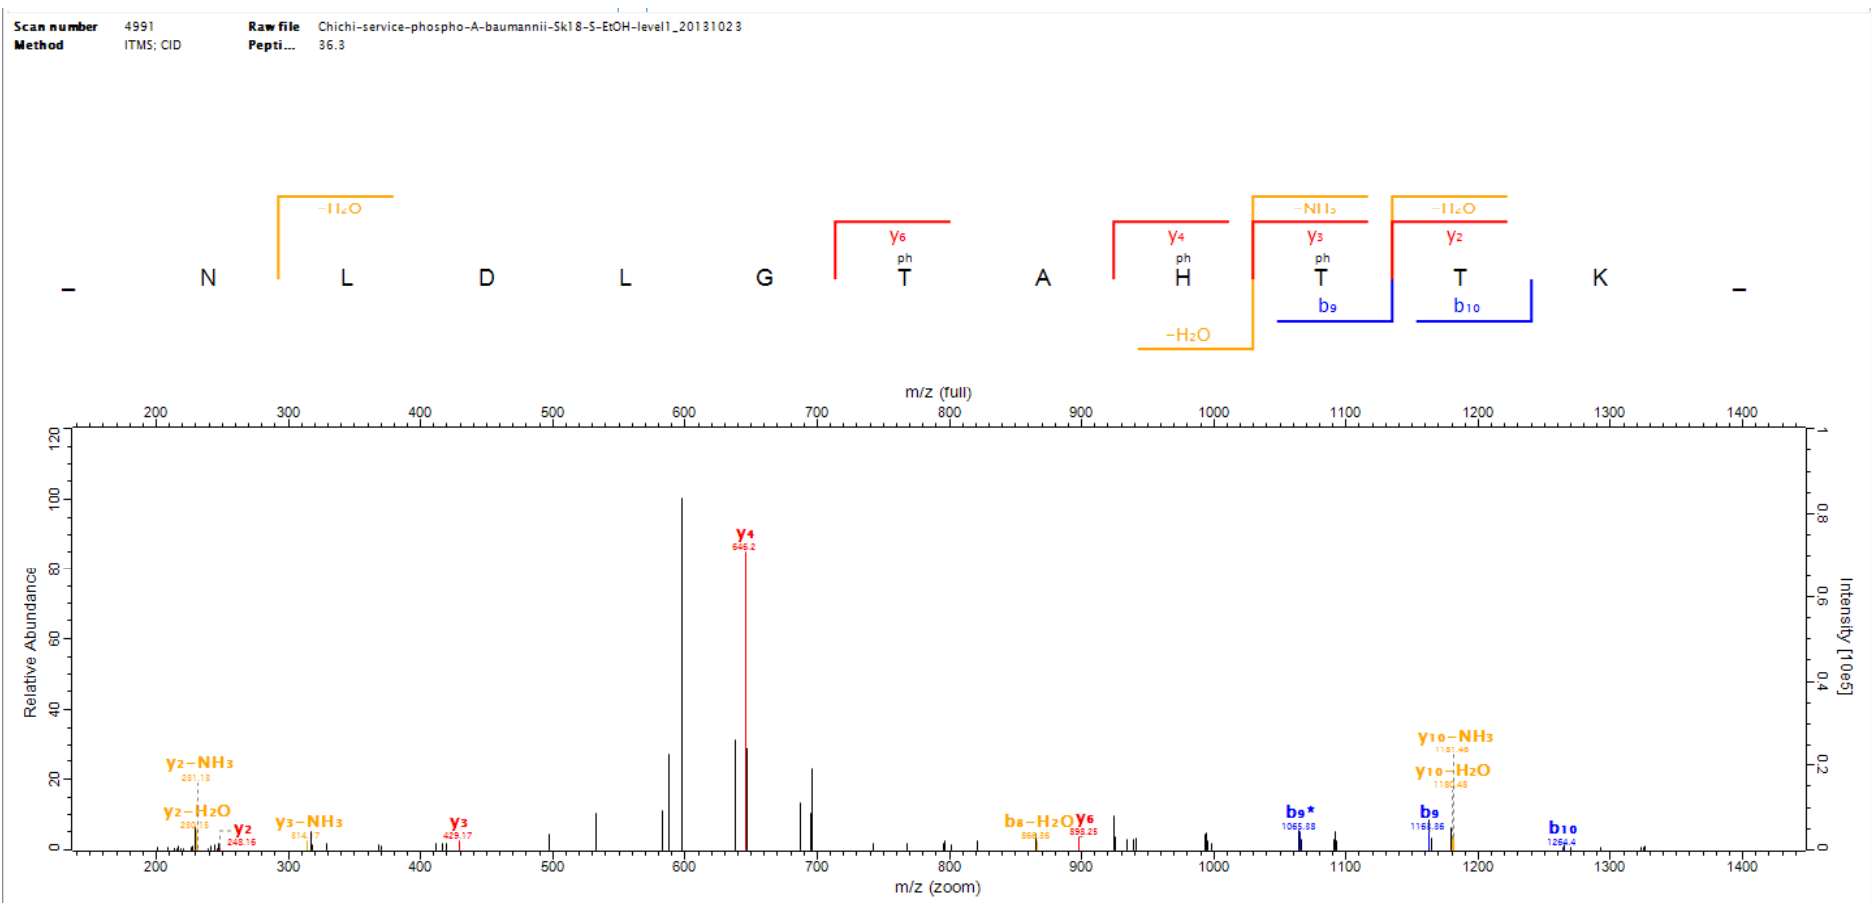 Scan number 4991 Raw file Chichi-service-phospho-A-baumannii-Sk18-S-EtOH-level1_20131023
Method ITMS; CID Pepti... 36.3
-H₂O -NH₃ -H₂O
y₆ y₄ y₃ y₂
ph ph ph
_ N L D L G T A H T T K _
b₉ b₁₀
-H₂O
m/z (full)
200 300 400 500 600 700 800 900 1000 1100 1200 1300 1400
120
100
80
60
40
20
0
Relative Abundance
1
0.8
0.6
0.4
0.2
0
Intensity [10e5]
y₄
646.2
y₂-NH₃
y₂-H₂O
y₂
248.16
y₃-NH₃
y₃
429.17
b₈-H₂O
y₆
898.25
b₉*
1065.88
b₉
y₁₀-NH₃
y₁₀-H₂O
b₁₀
1264.4
200 300 400 500 600 700 800 900 1000 1100 1200 1300 1400
m/z (zoom)